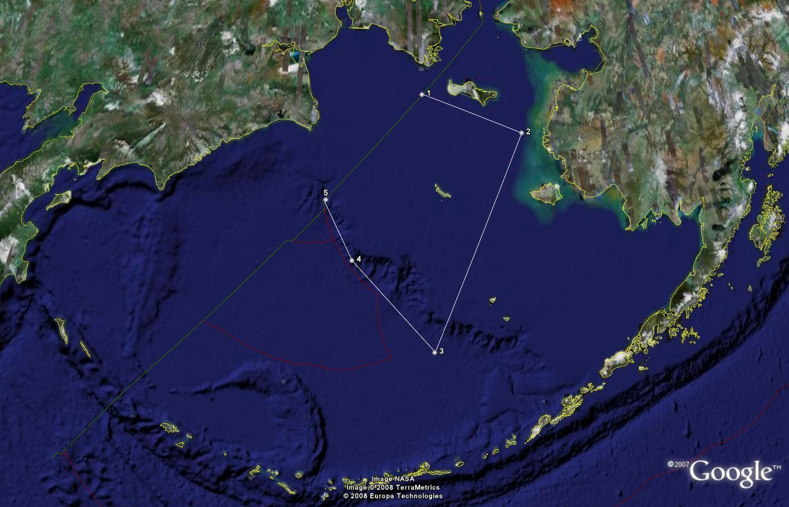 1
2
5
4
3
Image NASA
Image © 2008 TerraMetrics
© 2008 Europa Technologies
© 2007 Google™